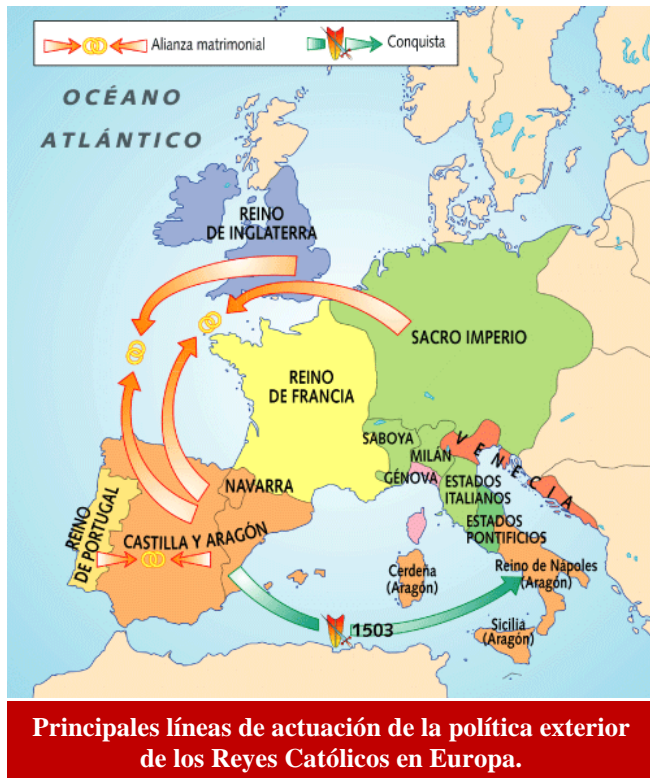 Alianza matrimonial
Conquista
OCÉANO
ATLÁNTICO
REINO
DE INGLATERRA
SACRO IMPERIO
REINO
DE FRANCIA
SABOYA
MILÁN
VENECIA
GÉNOVA
ESTADOS
ITALIANOS
NAVARRA
ESTADOS
PONTIFICIOS
REINO
DE PORTUGAL
CASTILLA Y ARAGÓN
Cerdeña
(Aragón)
Reino de Nápoles
(Aragón)
Sicilia
(Aragón)
1503
Principales líneas de actuación de la política exterior
de los Reyes Católicos en Europa.